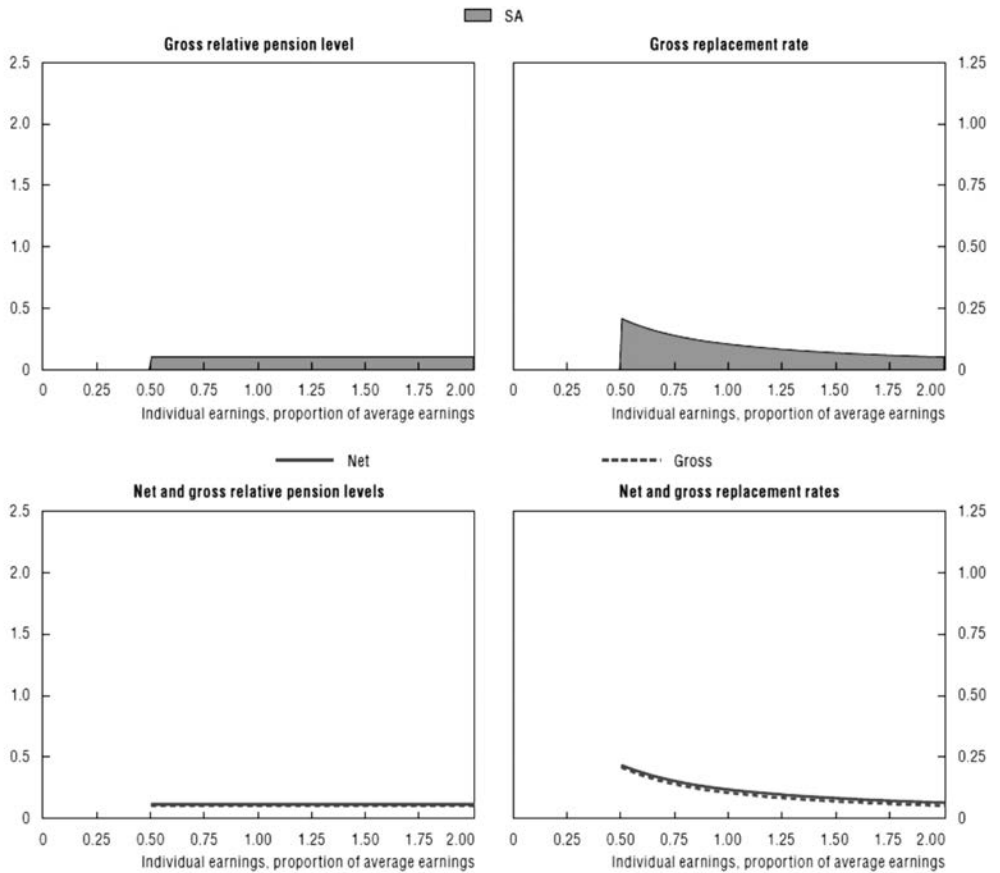 SA
Gross relative pension level
Gross replacement rate
2.5
2.0
1.5
1.0
0.5
0
0 0.25 0.50 0.75 1.00 1.25 1.50 1.75 2.00
Individual earnings, proportion of average earnings
1.25
1.00
0.75
0.50
0.25
0
0 0.25 0.50 0.75 1.00 1.25 1.50 1.75 2.00
Individual earnings, proportion of average earnings
Net
Gross
Net and gross relative pension levels
Net and gross replacement rates
2.5
2.0
1.5
1.0
0.5
0
0 0.25 0.50 0.75 1.00 1.25 1.50 1.75 2.00
Individual earnings, proportion of average earnings
1.25
1.00
0.75
0.50
0.25
0
0 0.25 0.50 0.75 1.00 1.25 1.50 1.75 2.00
Individual earnings, proportion of average earnings